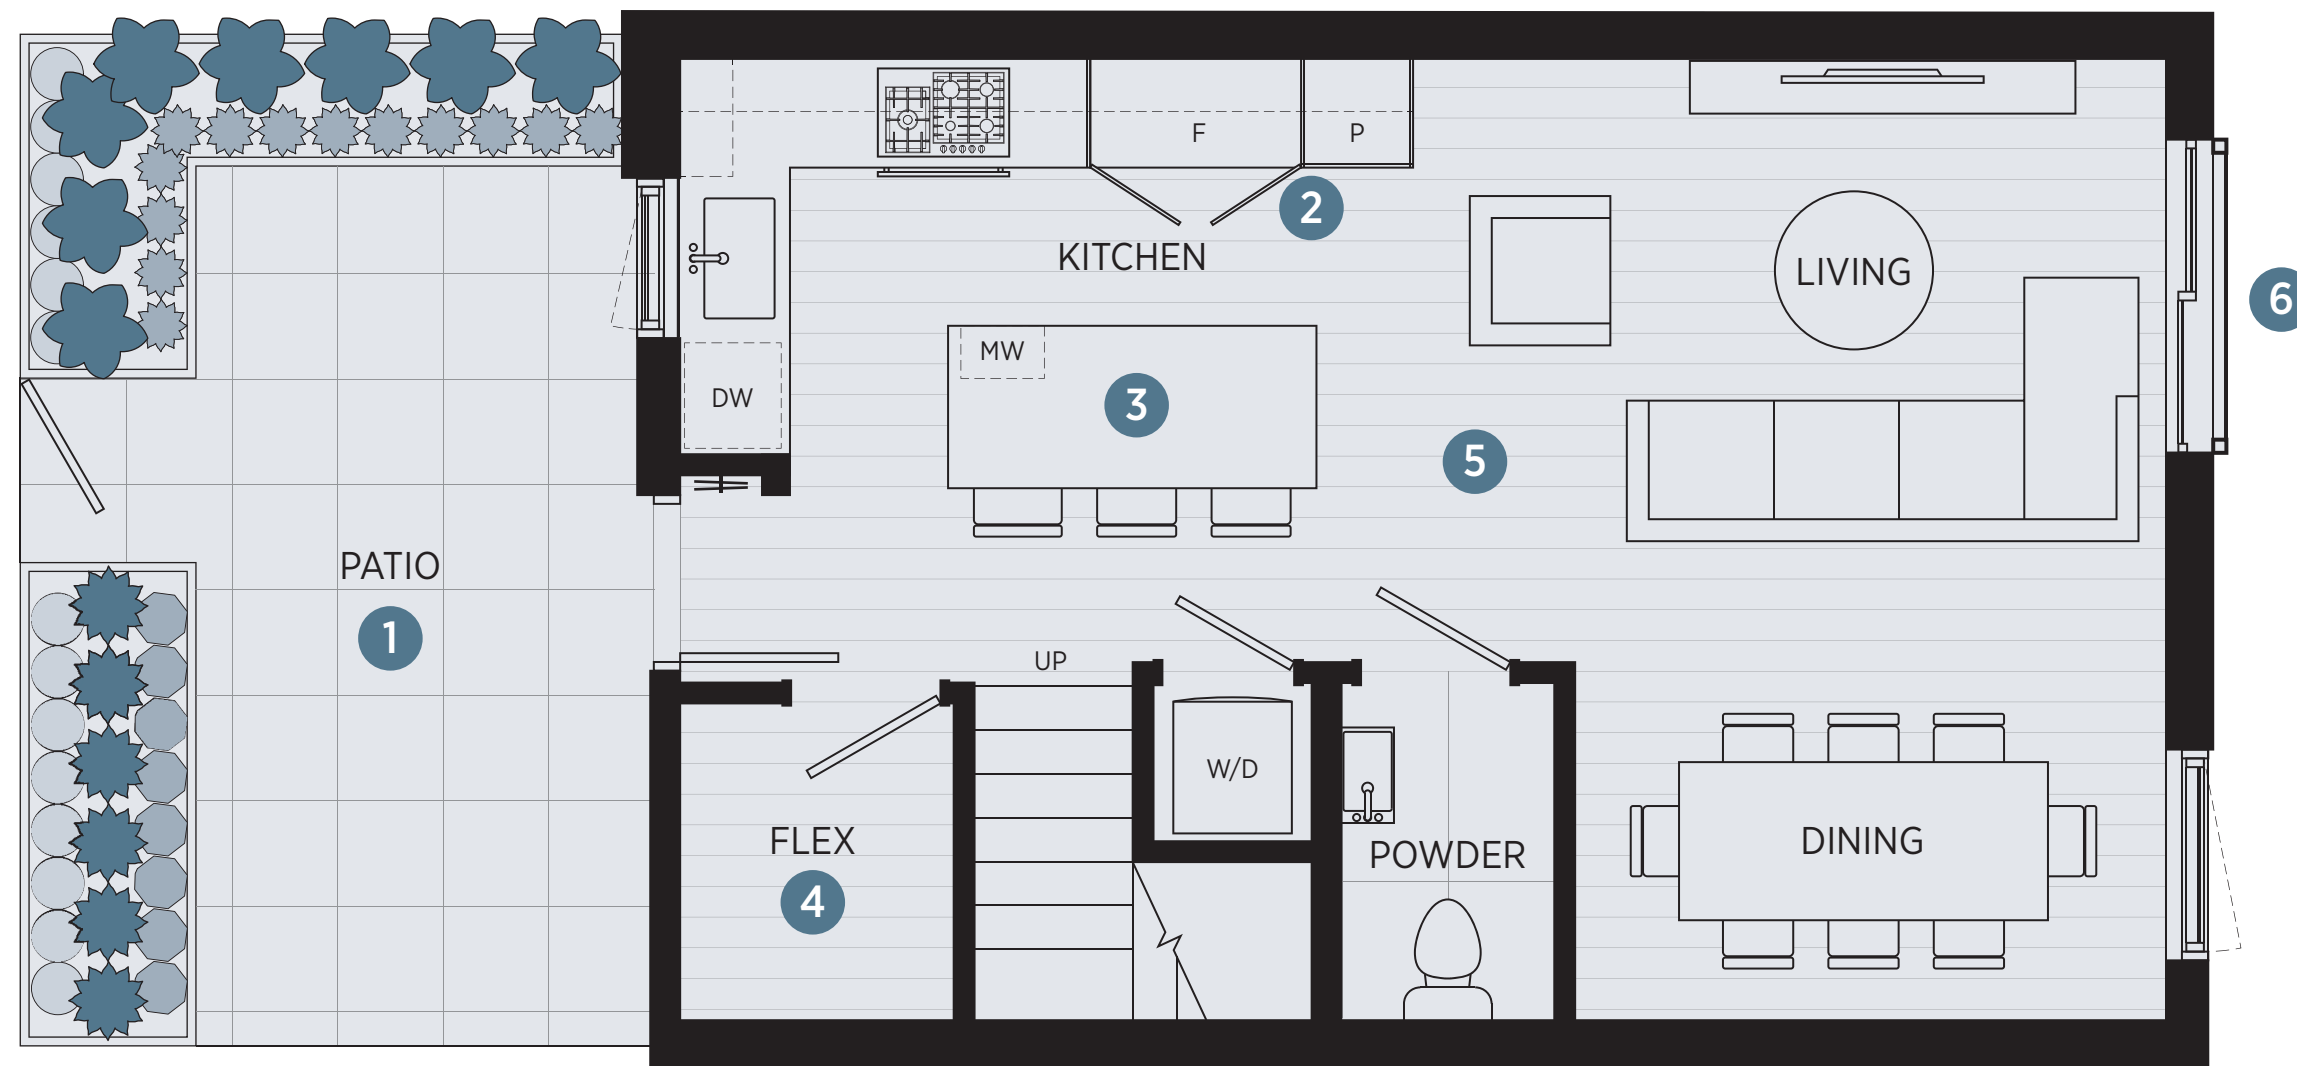 F
P
2
KITCHEN
LIVING
6
MW
DW
3
5
PATIO
1
UP
W/D
FLEX
POWDER
DINING
4